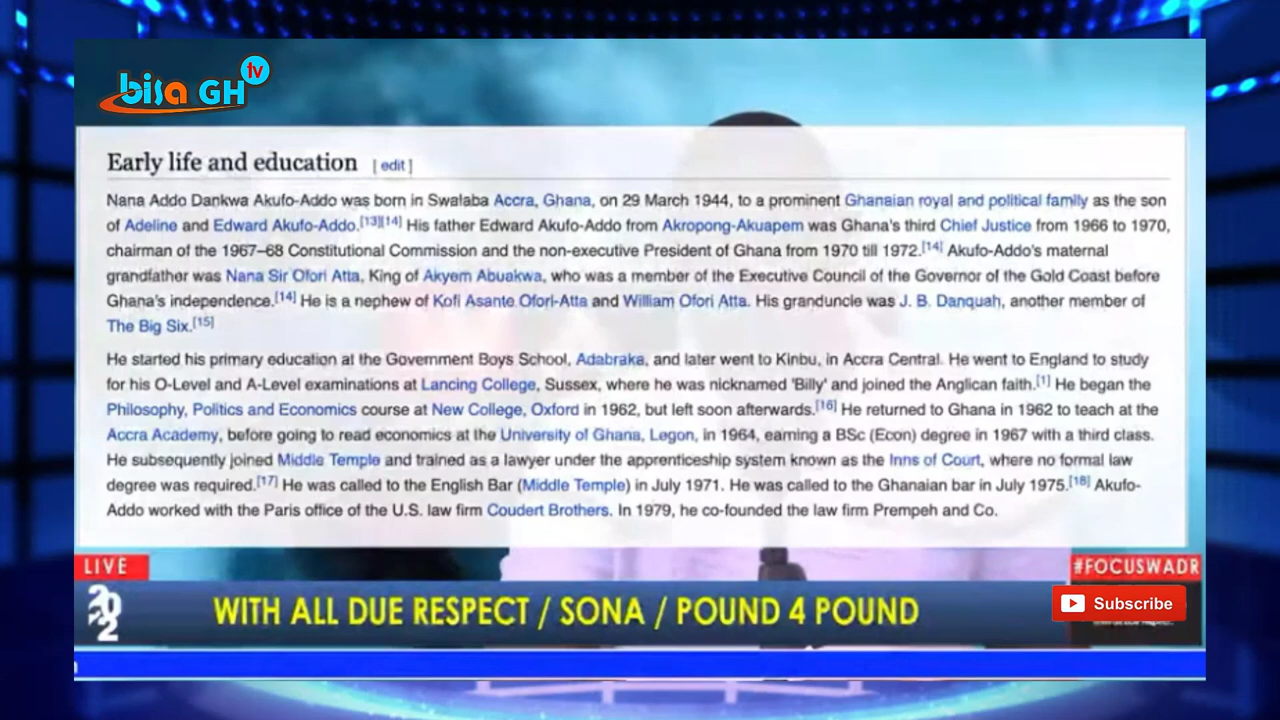 bisa GH tv
Early life and education [ edit ]
Nana Addo Dankwa Akufo-Addo was born in Swalaba Accra, Ghana, on 29 March 1944, to a prominent Ghanaian royal and political family as the son
of Adeline and Edward Akufo-Addo.[13][14] His father Edward Akufo-Addo from Akropong-Akuapem was Ghana's third Chief Justice from 1966 to 1970,
chairman of the 1967–68 Constitutional Commission and the non-executive President of Ghana from 1970 till 1972.[14] Akufo-Addo's maternal
grandfather was Nana Sir Ofori Atta, King of Akyem Abuakwa, who was a member of the Executive Council of the Governor of the Gold Coast before
Ghana's independence.[14] He is a nephew of Kofi Asante Ofori-Atta and William Ofori Atta. His granduncle was J. B. Danquah, another member of
The Big Six.[15]
He started his primary education at the Government Boys School, Adabraka, and later went to Kinbu, in Accra Central. He went to England to study
for his O-Level and A-Level examinations at Lancing College, Sussex, where he was nicknamed 'Billy' and joined the Anglican faith.[1] He began the
Philosophy, Politics and Economics course at New College, Oxford in 1962, but left soon afterwards.[16] He returned to Ghana in 1962 to teach at the
Accra Academy, before going to read economics at the University of Ghana, Legon, in 1964, earning a BSc (Econ) degree in 1967 with a third class.
He subsequently joined Middle Temple and trained as a lawyer under the apprenticeship system known as the Inns of Court, where no formal law
degree was required.[17] He was called to the English Bar (Middle Temple) in July 1971. He was called to the Ghanaian bar in July 1975.[18] Akufo-
Addo worked with the Paris office of the U.S. law firm Coudert Brothers. In 1979, he co-founded the law firm Prempeh and Co.
LIVE
#FOCUSWADR
WITH ALL DUE RESPECT / SONA / POUND 4 POUND
Subscribe